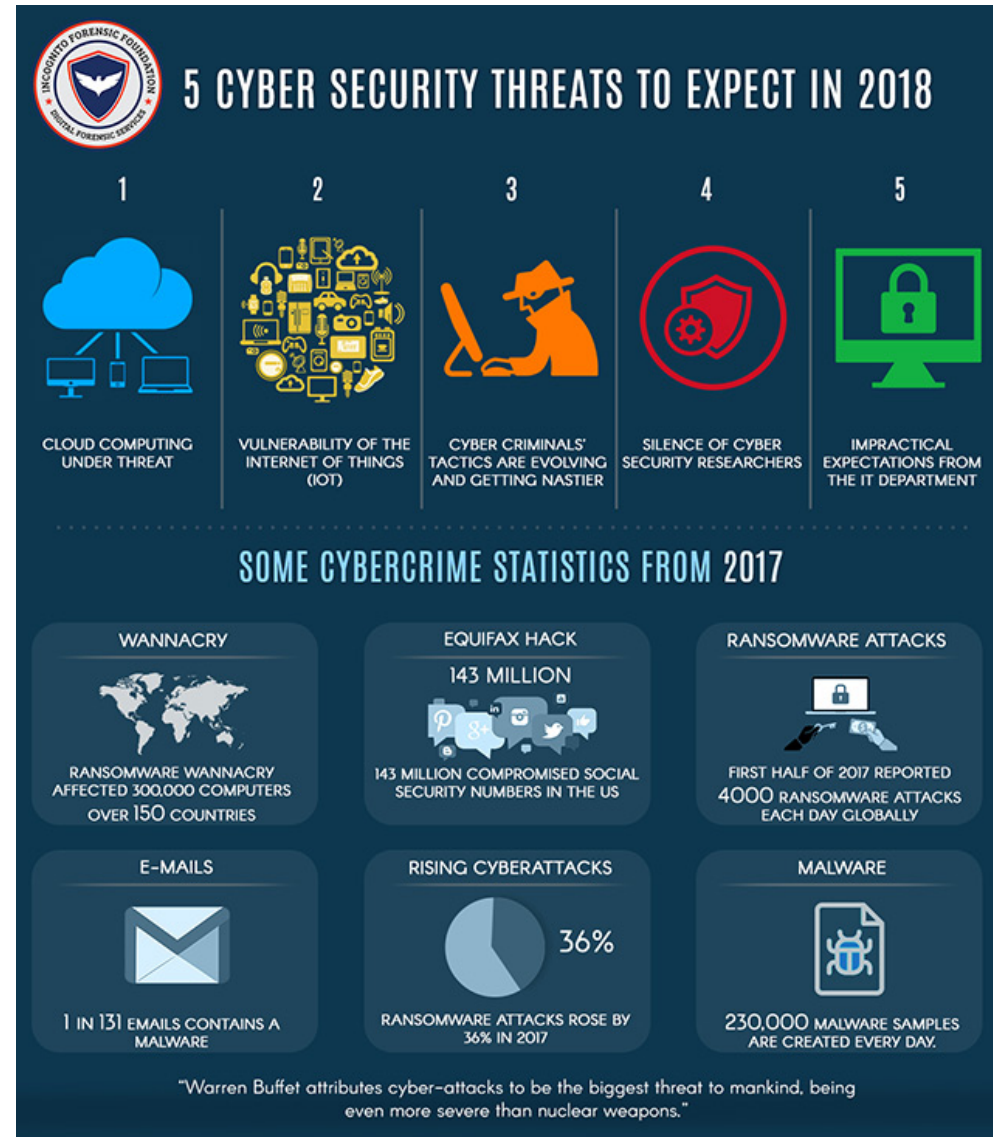 INCOGNITO FORENSIC FOUNDATION
DIGITAL FORENSIC SERVICES
5 CYBER SECURITY THREATS TO EXPECT IN 2018
1
2
3
4
5
CLOUD COMPUTING
UNDER THREAT
VULNERABILITY OF THE
INTERNET OF THINGS
(IOT)
CYBER CRIMINALS'
TACTICS ARE EVOLVING
AND GETTING NASTIER
SILENCE OF CYBER
SECURITY RESEARCHERS
IMPRACTICAL
EXPECTATIONS FROM
THE IT DEPARTMENT
SOME CYBERCRIME STATISTICS FROM 2017
WANNACRY
RANSOMWARE WANNACRY
AFFECTED 300,000 COMPUTERS
OVER 150 COUNTRIES
EQUIFAX HACK
143 MILLION
8+
in
143 MILLION COMPROMISED SOCIAL
SECURITY NUMBERS IN THE US
RANSOMWARE ATTACKS
FIRST HALF OF 2017 REPORTED
4000 RANSOMWARE ATTACKS
EACH DAY GLOBALLY
E-MAILS
1 IN 131 EMAILS CONTAINS A
MALWARE
RISING CYBERATTACKS
36%
RANSOMWARE ATTACKS ROSE BY
36% IN 2017
MALWARE
230,000 MALWARE SAMPLES
ARE CREATED EVERY DAY.
"Warren Buffet attributes cyber-attacks to be the biggest threat to mankind, being
even more severe than nuclear weapons."